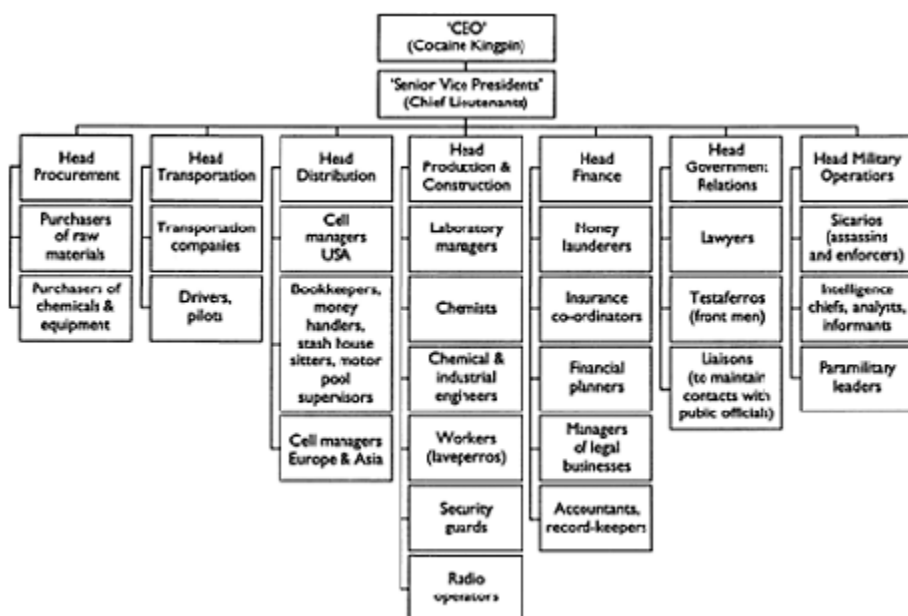 'CEO'
(Cocaine Kingpin)
'Senior Vice Presidents'
(Chief Lieutenants)
Head
Procurement
Purchasers
of raw
materials
Purchasers of
chemicals &
equipment
Head
Transportation
Transportation
companies
Drivers,
pilots
Head
Distribution
Cell
managers
USA
Bookkeepers,
money
handlers,
stash house
sitters, motor
pool
supervisors
Cell managers
Europe & Asia
Head
Production &
Construction
Laboratory
managers
Chemists
Chemical &
industrial
engineers
Workers
(laveperros)
Security
guards
Radio
operators
Head
Finance
Money
launderers
Insurance
co-ordinators
Financial
planners
Managers
of legal
businesses
Accountants,
record-keepers
Head
Government
Relations
Lawyers
Testaferros
(front men)
Liaisons
(to maintain
contacts with
public officials)
Head Military
Operations
Sicarios
(assassins
and enforcers)
Intelligence
chiefs, analysts,
informants
Paramilitary
leaders